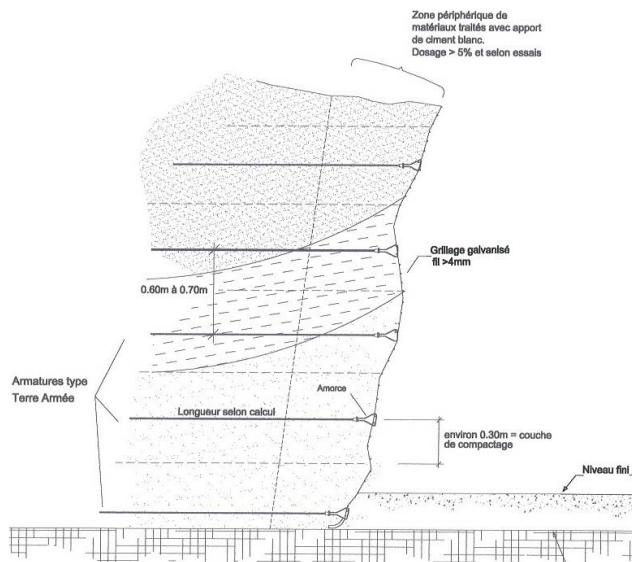 Zone périphérique de
matériaux traités avec apport
de ciment blanc.
Dosage > 5% et selon essais
Grillage galvanisé
fil >4mm
0.60m à 0.70m
Armatures type
Terre Armée
Amorce
Longueur selon calcul
environ 0.30m = couche
de compactage
Niveau fini